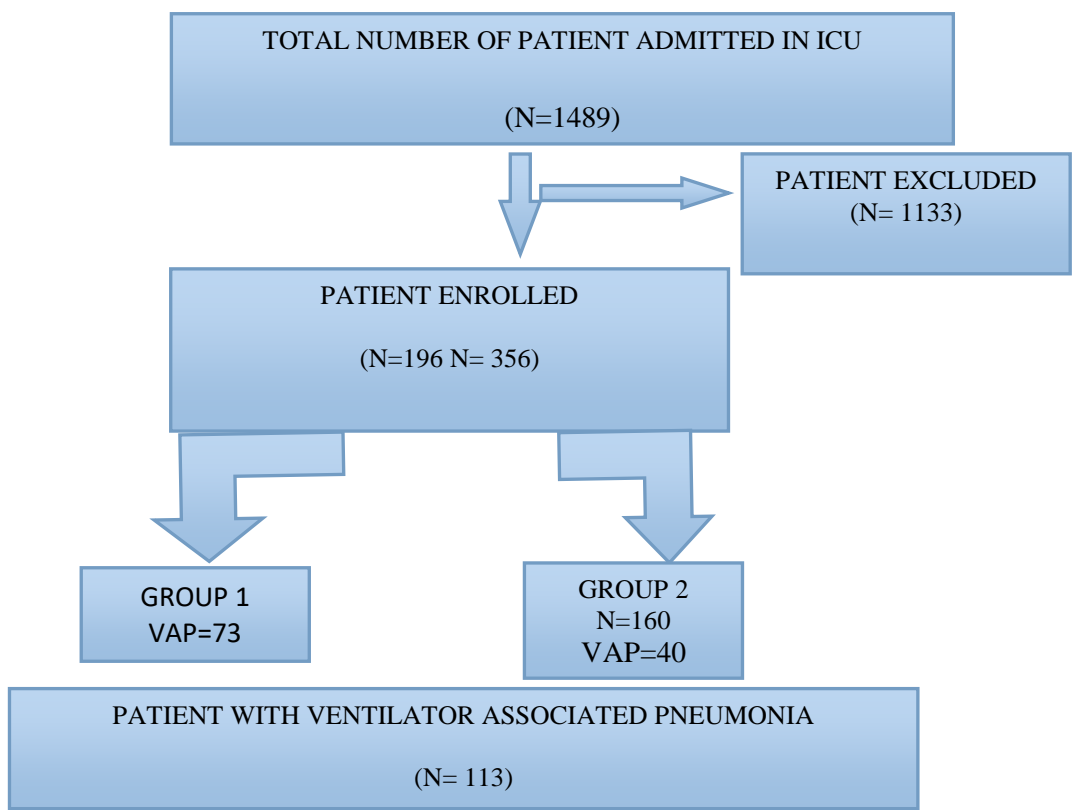 TOTAL NUMBER OF PATIENT ADMITTED IN ICU
(N=1489)
PATIENT EXCLUDED
(N= 1133)
PATIENT ENROLLED
(N=196 N= 356)
GROUP 1
VAP=73
GROUP 2
N=160
VAP=40
PATIENT WITH VENTILATOR ASSOCIATED PNEUMONIA
(N= 113)